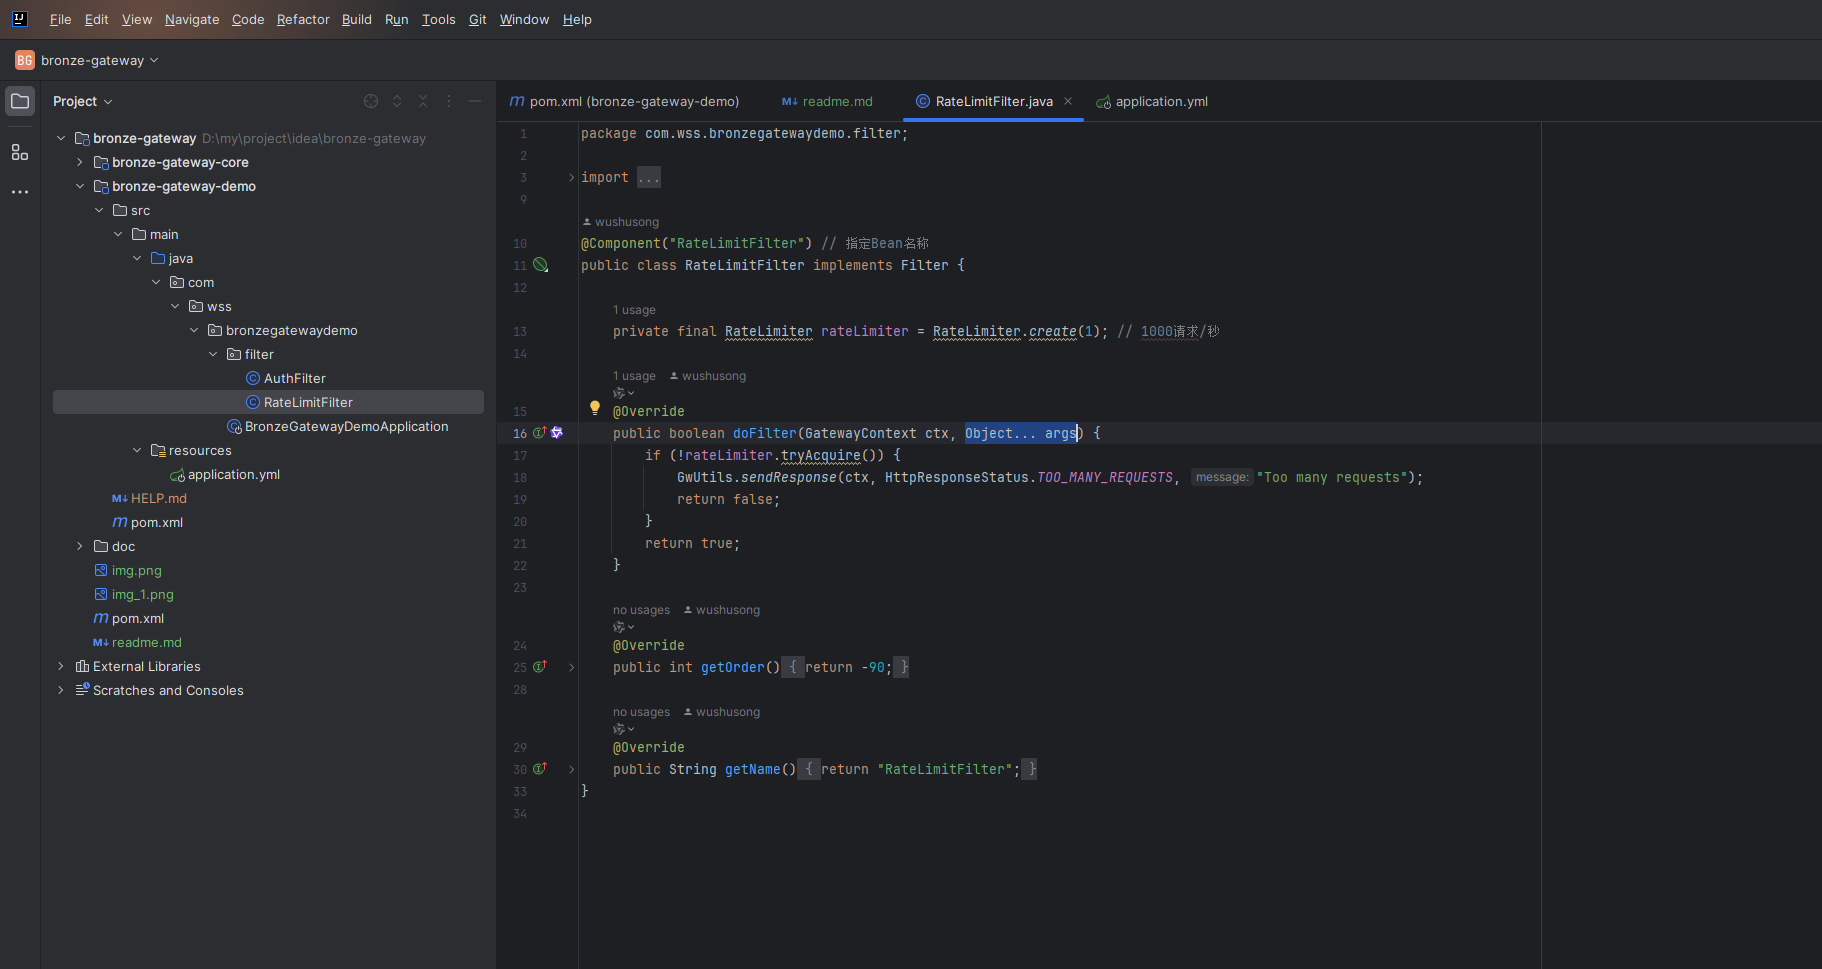 File Edit View Navigate Code Refactor Build Run Tools Git Window Help
BG bronze-gateway
Project
bronze-gateway D:\my\project\idea\bronze-gateway
bronze-gateway-core
bronze-gateway-demo
src
main
java
com
wss
bronzegatewaydemo
filter
AuthFilter
RateLimitFilter
BronzeGatewayDemoApplication
resources
application.yml
HELP.md
pom.xml
doc
img.png
img_1.png
pom.xml
readme.md
External Libraries
Scratches and Consoles
pom.xml (bronze-gateway-demo) readme.md RateLimitFilter.java application.yml
1 package com.wss.bronzegatewaydemo.filter;
2
3 import ...
9
wushusong
10 @Component("RateLimitFilter") // 指定Bean名称
11 public class RateLimitFilter implements Filter {
12
1 usage
13 private final RateLimiter rateLimiter = RateLimiter.create(1); // 1000请求/秒
14
1 usage wushusong
15 @Override
16 public boolean doFilter(GatewayContext ctx, Object... args) {
17 if (!rateLimiter.tryAcquire()) {
18 GwUtils.sendResponse(ctx, HttpResponseStatus.TOO_MANY_REQUESTS, message: "Too many requests");
19 return false;
20 }
21 return true;
22 }
23
no usages wushusong
24 @Override
25 public int getOrder() { return -90; }
28
no usages wushusong
29 @Override
30 public String getName() { return "RateLimitFilter"; }
33 }
34